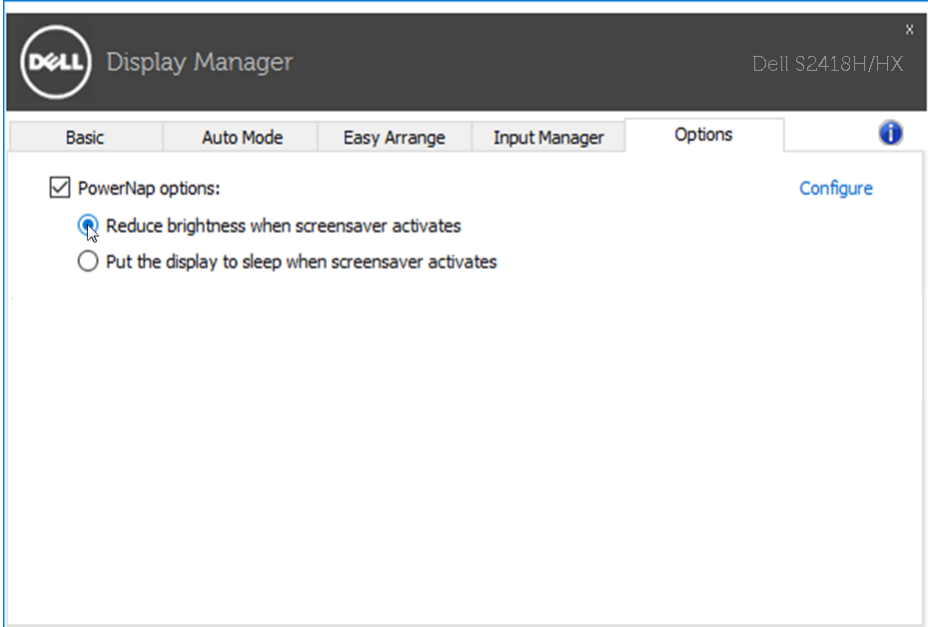 DELL Display Manager
x
Dell S2418H/HX
Basic Auto Mode Easy Arrange Input Manager Options i
PowerNap options: Configure
Reduce brightness when screensaver activates
Put the display to sleep when screensaver activates